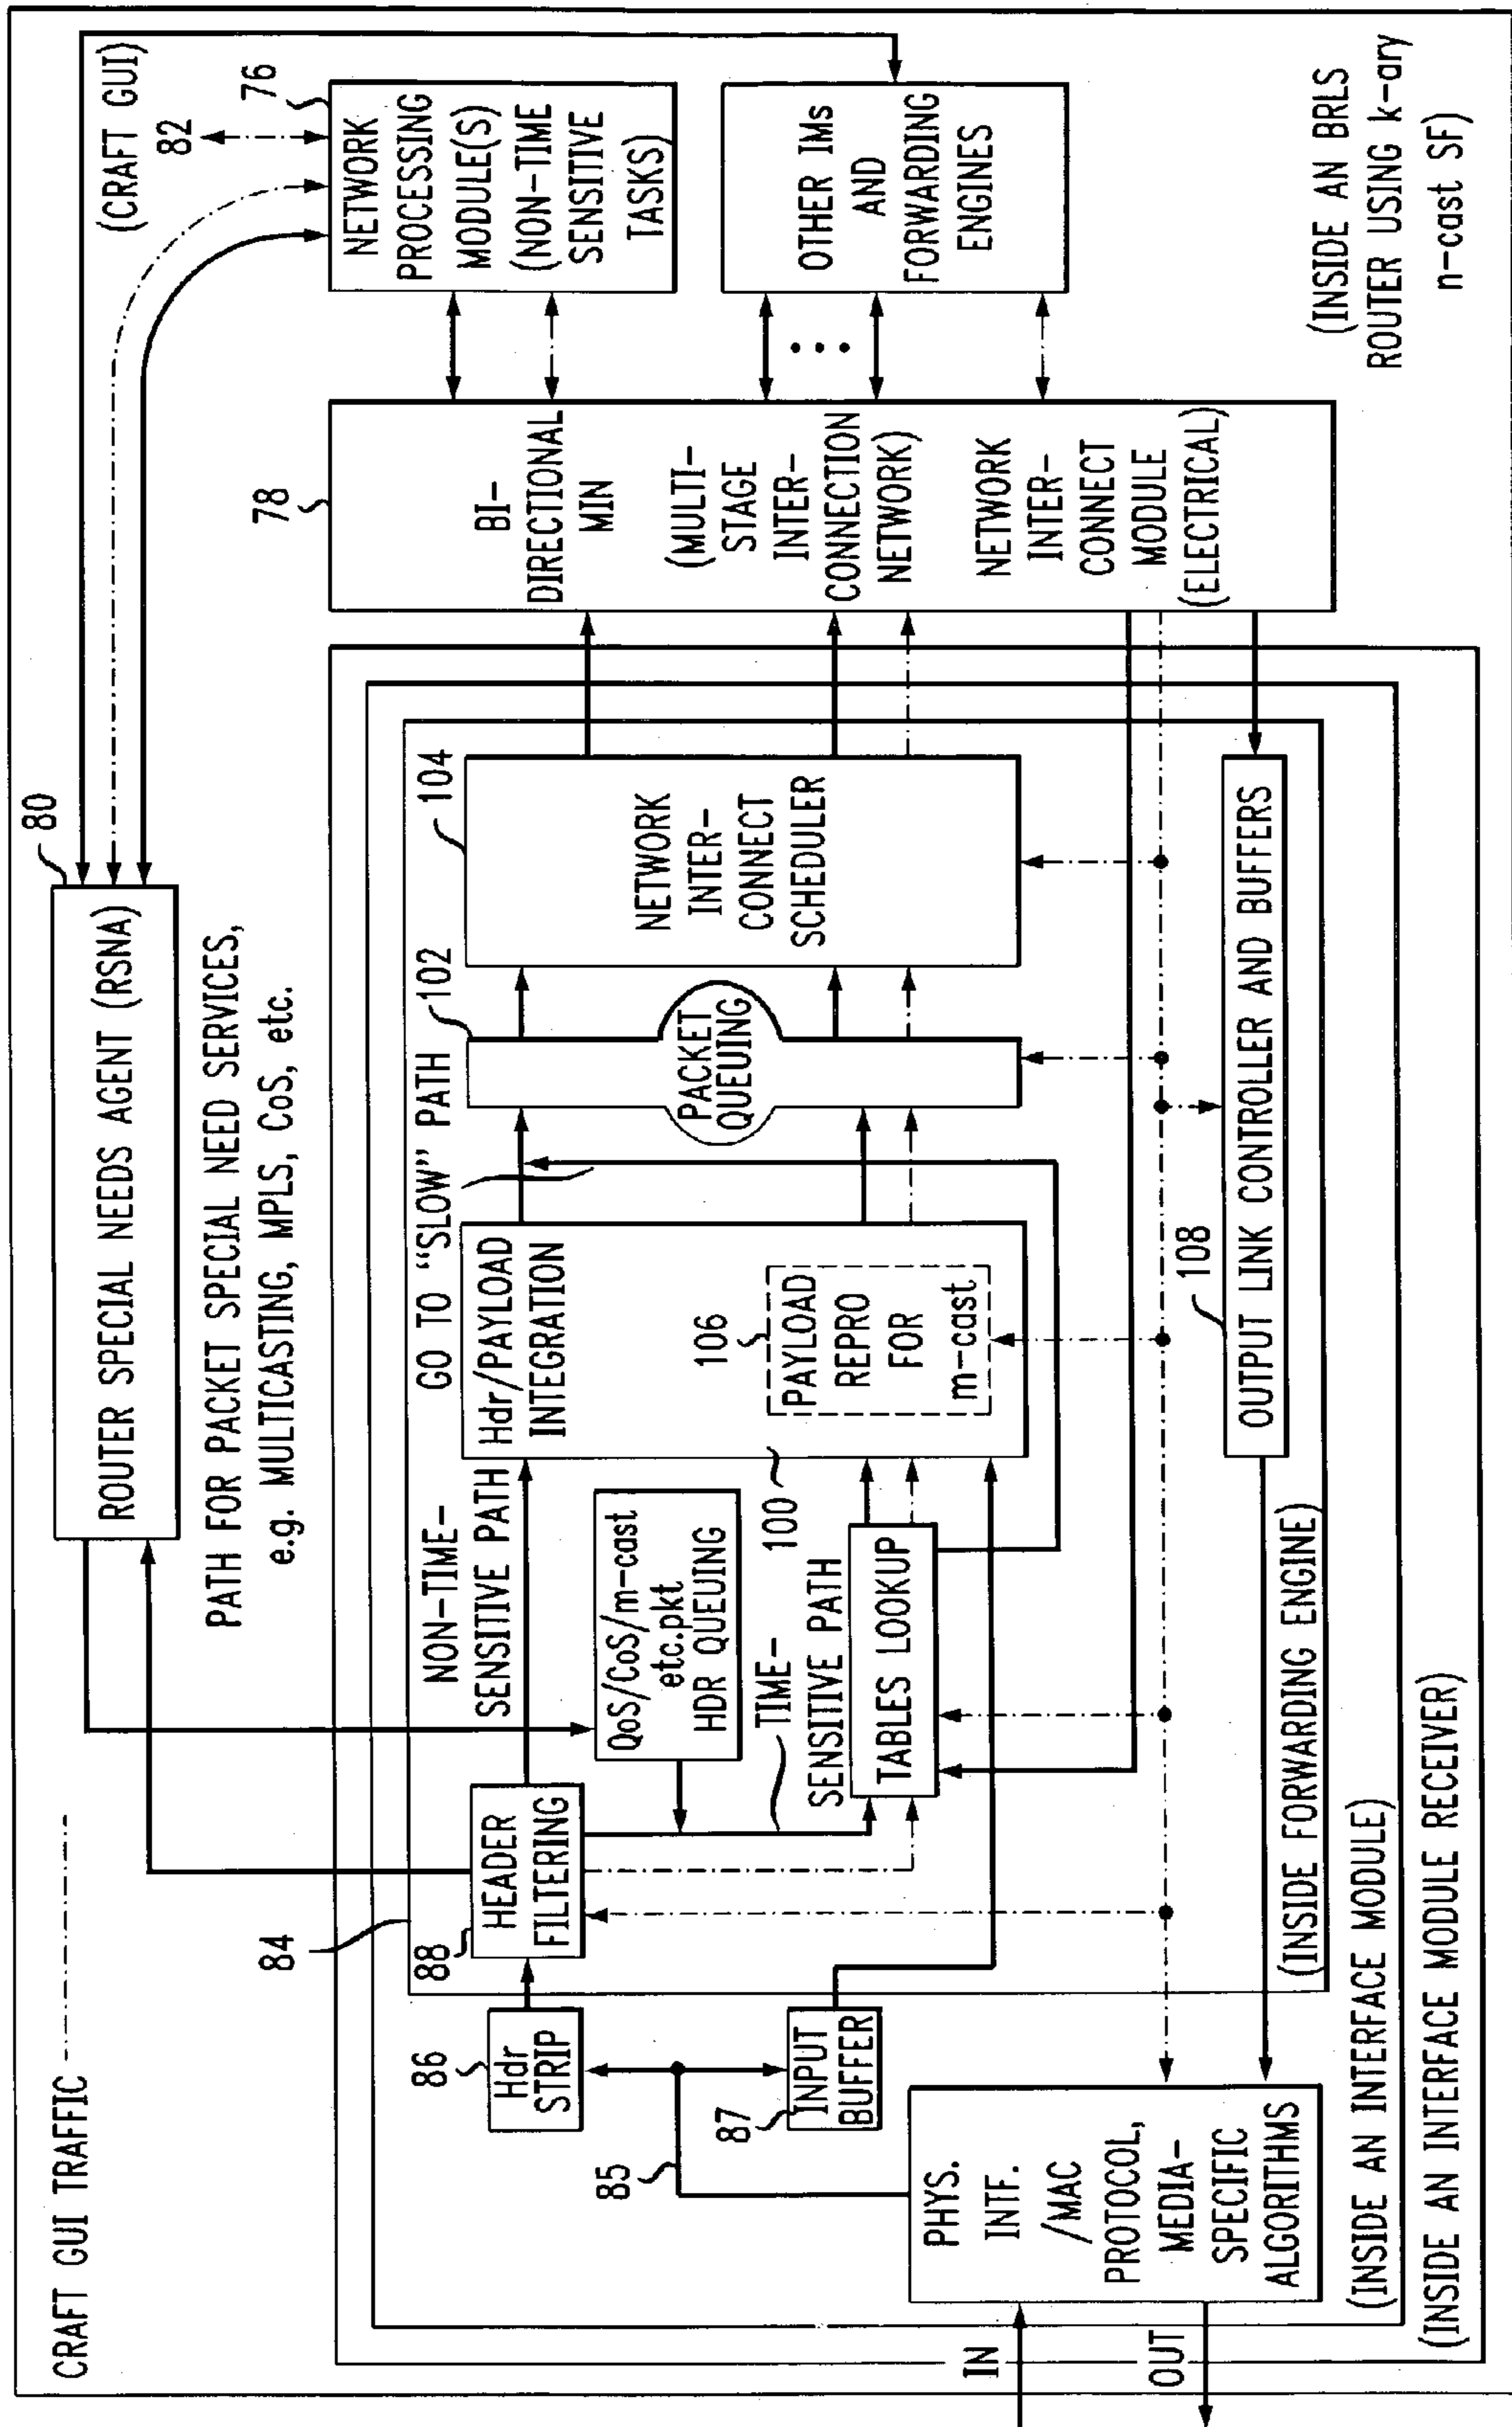 CRAFT GUI TRAFFIC
80
ROUTER SPECIAL NEEDS AGENT (RSNA)
PATH FOR PACKET SPECIAL NEED SERVICES,
e.g. MULTICASTING, MPLS, CoS, etc.
(CRAFT GUI)
82
76
NETWORK
PROCESSING
MODULE(S)
(NON-TIME
SENSITIVE
TASKS)
78
BI-
DIRECTIONAL
MIN
(MULTI-
STAGE
INTER-
CONNECTION
NETWORK)
NETWORK
INTER-
CONNECT
MODULE
(ELECTRICAL)
OTHER IMs
AND
FORWARDING
ENGINES
(INSIDE AN BRLS
ROUTER USING k-ary
n-cast SF)
84
86
Hdr
STRIP
88
HEADER
FILTERING
NON-TIME-
SENSITIVE PATH
QoS/CoS/m-cast
etc.pkt
HDR QUEUING
TIME-
SENSITIVE PATH
TABLES LOOKUP
GO TO "SLOW" PATH
Hdr/PAYLOAD
INTEGRATION
100
106
PAYLOAD
REPRO
FOR
m-cast
102
PACKET
QUEUING
104
NETWORK
INTER-
CONNECT
SCHEDULER
85
87
INPUT
BUFFER
PHYS.
INTF.
/MAC
PROTOCOL,
MEDIA-
SPECIFIC
ALGORITHMS
IN
OUT
108
OUTPUT LINK CONTROLLER AND BUFFERS
(INSIDE FORWARDING ENGINE)
(INSIDE AN INTERFACE MODULE)
(INSIDE AN INTERFACE MODULE RECEIVER)